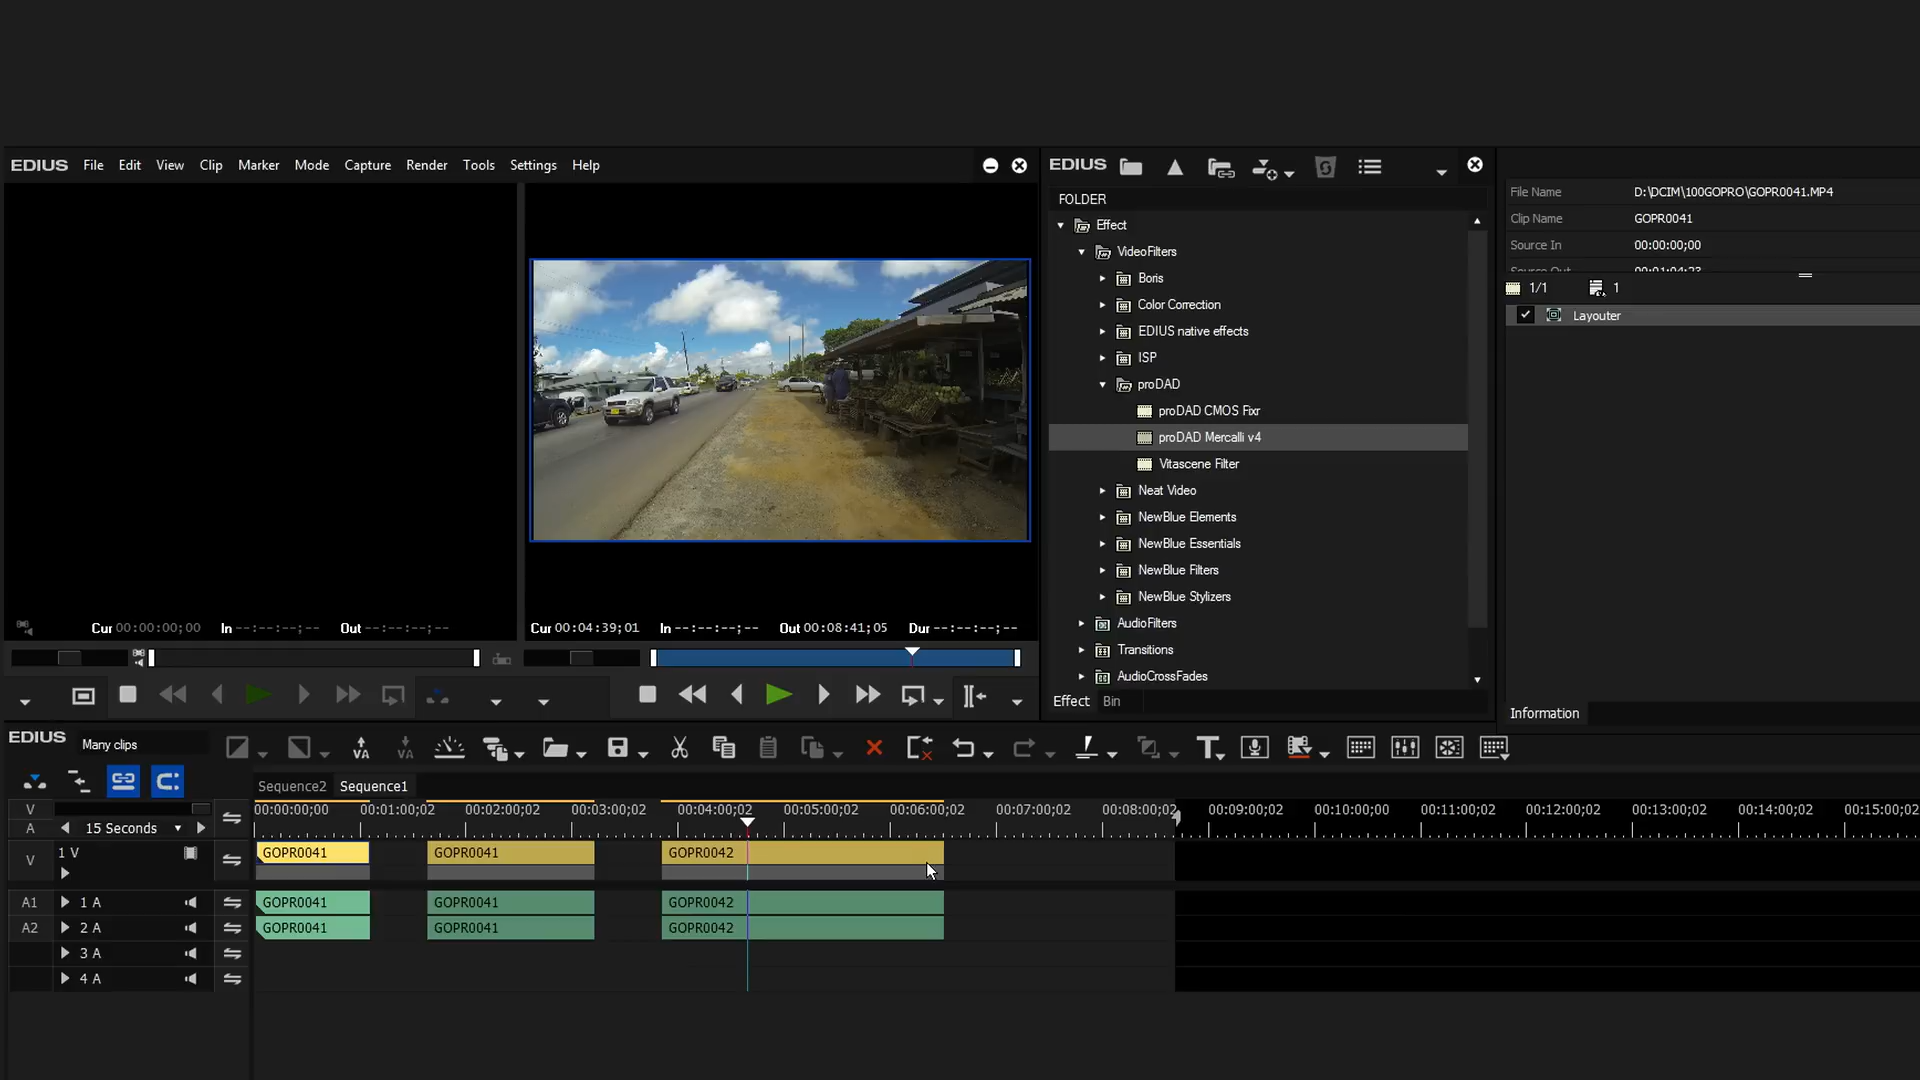 EDIUS File Edit View Clip Marker Mode Capture Render Tools Settings Help
Cur 00:00:00;00 In --:--:--;-- Out --:--:--;--
Cur 00:04:39;01 In --:--:--;-- Out 00:08:41;05 Dur --:--:--;--
EDIUS
FOLDER
Effect
VideoFilters
Boris
Color Correction
EDIUS native effects
ISP
proDAD
proDAD CMOS Fixr
proDAD Mercalli v4
Vitascene Filter
Neat Video
NewBlue Elements
NewBlue Essentials
NewBlue Filters
NewBlue Stylizers
AudioFilters
Transitions
AudioCrossFades
Effect Bin
File Name D:\DCIM\100GOPRO\GOPR0041.MP4
Clip Name GOPR0041
Source In 00:00:00;00
Source Out 00:01:04;23
1/1 1
Layouter
Information
EDIUS Many clips
Sequence2 Sequence1
00:00:00;00 00:01:00;02 00:02:00;02 00:03:00;02 00:04:00;02 00:05:00;02 00:06:00;02 00:07:00;02 00:08:00;02 00:09:00;02 00:10:00;00 00:11:00;02 00:12:00;02 00:13:00;02 00:14:00;02 00:15:00;02
V
A 15 Seconds
V 1 V GOPR0041 GOPR0041 GOPR0042
A1 1 A GOPR0041 GOPR0041 GOPR0042
A2 2 A GOPR0041 GOPR0041 GOPR0042
3 A
4 A